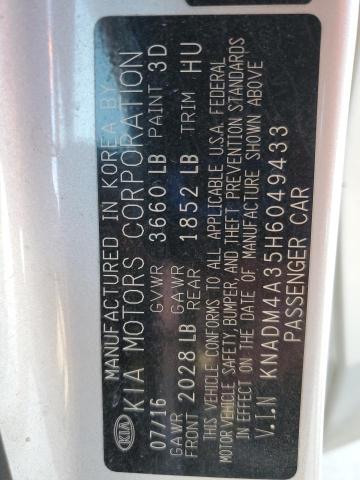 KIA
MANUFACTURED IN KOREA BY
KIA MOTORS CORPORATION
07/16 GVWR 3660 LB PAINT 3D
GAWR FRONT 2028 LB GAWR REAR 1852 LB TRIM HU
THIS VEHICLE CONFORMS TO ALL APPLICABLE U.S.A. FEDERAL
MOTOR VEHICLE SAFETY, BUMPER, AND THEFT PREVENTION STANDARDS
IN EFFECT ON THE DATE OF MANUFACTURE SHOWN ABOVE
V.I.N KNADM4A35H6049433
PASSENGER CAR